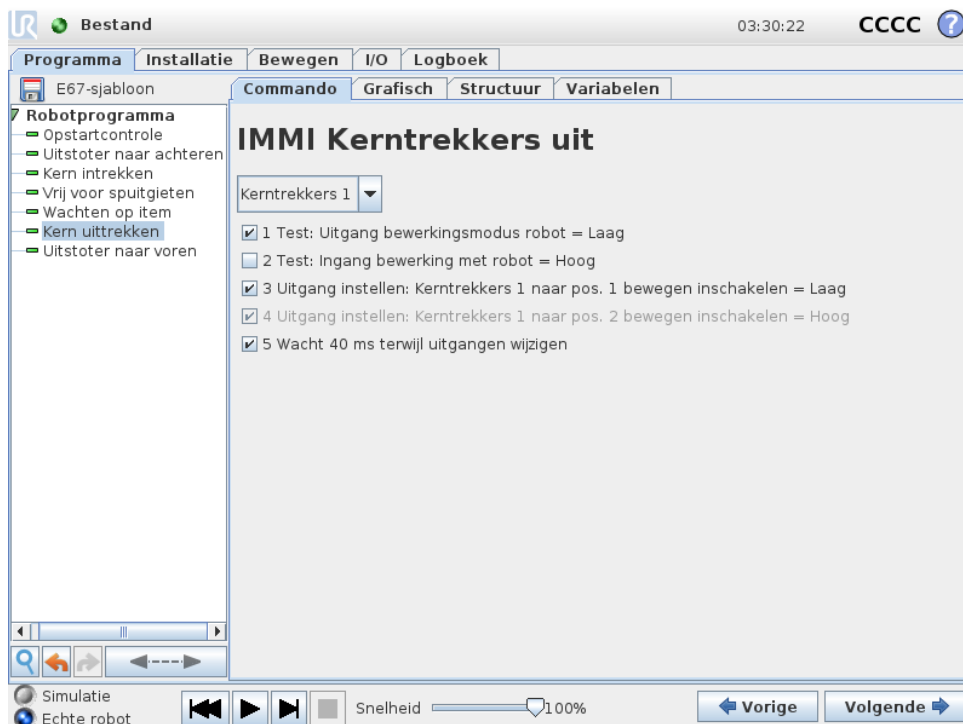 UR Bestand 03:30:22 CCCC ?
Programma Installatie Bewegen I/O Logboek
E67-sjabloon
Commando Grafisch Structuur Variabelen
Robotprogramma
Opstartcontrole
Uitstoter naar achteren
Kern intrekken
Vrij voor spuitgieten
Wachten op item
Kern uittrekken
Uitstoter naar voren
IMMI Kerntrekkers uit
Kerntrekkers 1
1 Test: Uitgang bewerkingsmodus robot = Laag
2 Test: Ingang bewerking met robot = Hoog
3 Uitgang instellen: Kerntrekkers 1 naar pos. 1 bewegen inschakelen = Laag
4 Uitgang instellen: Kerntrekkers 1 naar pos. 2 bewegen inschakelen = Hoog
5 Wacht 40 ms terwijl uitgangen wijzigen
Simulatie
Echte robot
Snelheid 100%
Vorige Volgende